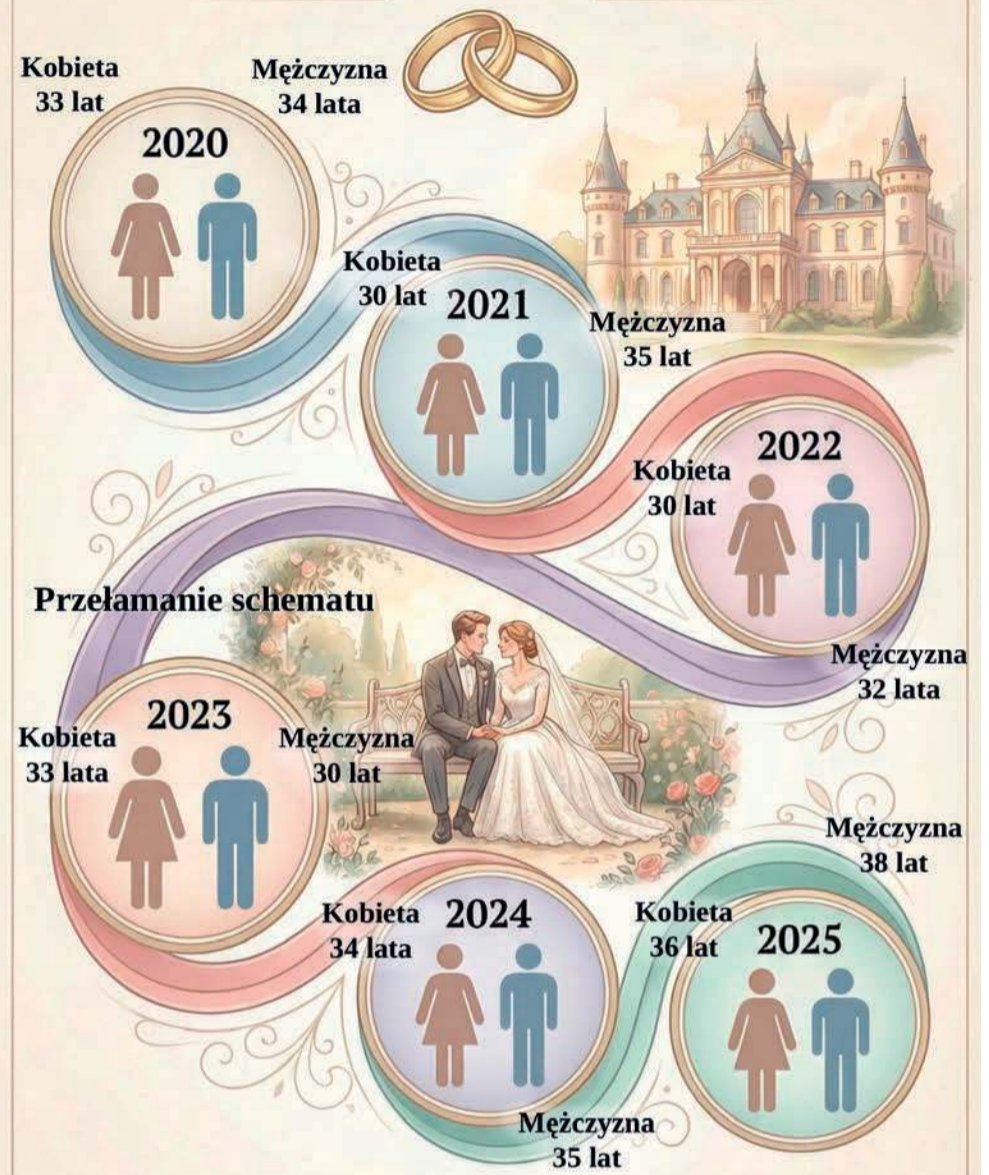 Kobieta
33 lat
Mężczyzna
34 lata
2020
Kobieta
30 lat
2021
Mężczyzna
35 lat
2022
Kobieta
30 lat
Mężczyzna
32 lata
Przełamanie schematu
2023
Kobieta
33 lata
Mężczyzna
30 lat
Kobieta
34 lata
2024
Mężczyzna
35 lat
Kobieta
36 lat
2025
Mężczyzna
38 lat